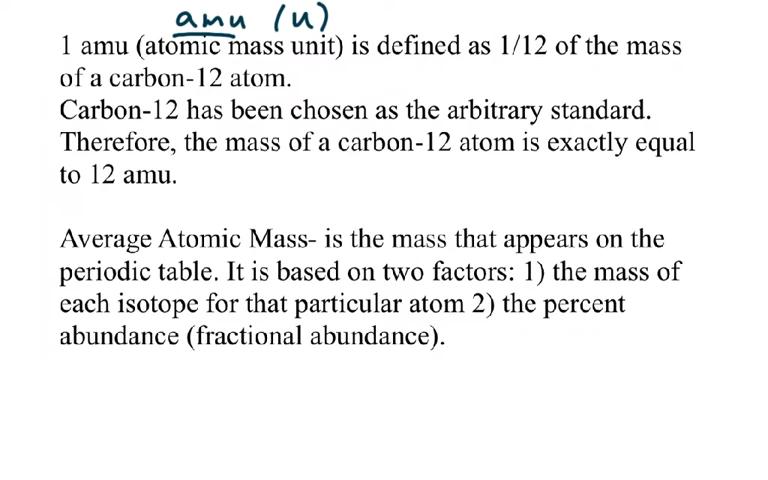 amu (u)
1 amu (atomic mass unit) is defined as 1/12 of the mass
of a carbon-12 atom.
Carbon-12 has been chosen as the arbitrary standard.
Therefore, the mass of a carbon-12 atom is exactly equal
to 12 amu.
Average Atomic Mass- is the mass that appears on the
periodic table. It is based on two factors: 1) the mass of
each isotope for that particular atom 2) the percent
abundance (fractional abundance).